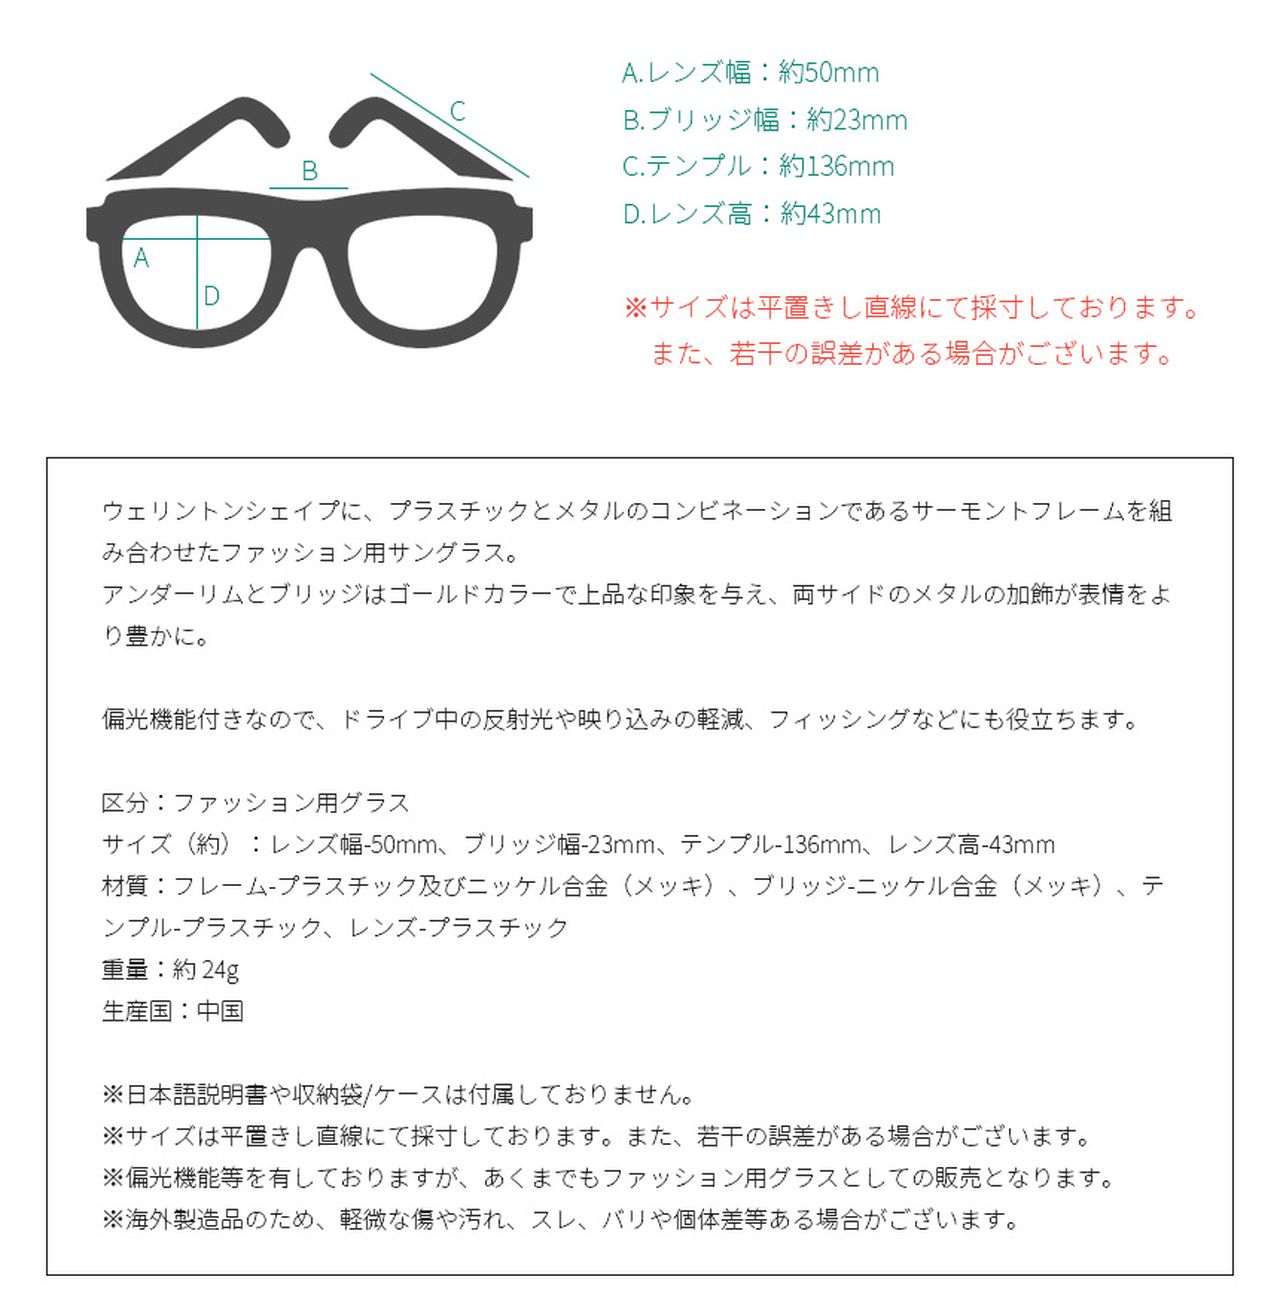 A.レンズ幅：約50mm
B.ブリッジ幅：約23mm
C.テンプル：約136mm
D.レンズ高：約43mm
C
B
A
D
※サイズは平置きし直線にて採寸しております。
また、若干の誤差がある場合がございます。
ウェリントンシェイプに、プラスチックとメタルのコンビネーションであるサーモントフレームを組
み合わせたファッション用サングラス。
アンダーリムとブリッジはゴールドカラーで上品な印象を与え、両サイドのメタルの加飾が表情をよ
り豊かに。
偏光機能付きなので、ドライブ中の反射光や映り込みの軽減、フィッシングなどにも役立ちます。
区分：ファッション用グラス
サイズ（約）：レンズ幅-50mm、ブリッジ幅-23mm、テンプル-136mm、レンズ高-43mm
材質：フレーム-プラスチック及びニッケル合金（メッキ）、ブリッジ-ニッケル合金（メッキ）、テ
ンプル-プラスチック、レンズ-プラスチック
重量：約 24g
生産国：中国
※日本語説明書や収納袋/ケースは付属しておりません。
※サイズは平置きし直線にて採寸しております。また、若干の誤差がある場合がございます。
※偏光機能等を有しておりますが、あくまでもファッション用グラスとしての販売となります。
※海外製造品のため、軽微な傷や汚れ、スレ、バリや個体差等ある場合がございます。